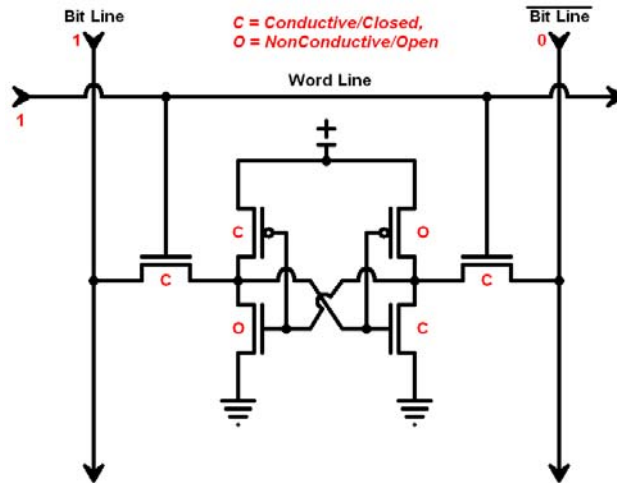 Bit Line
C = Conductive/Closed,
O = NonConductive/Open
Bit Line
1
0
Word Line
1
+
C
O
C
C
O
C